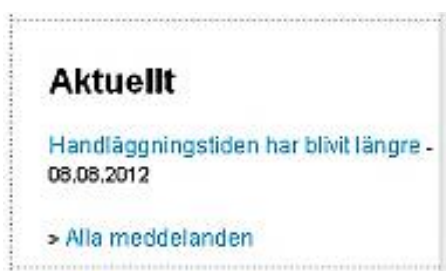 Aktuellt
Handläggningstiden har blivit längre -
08.08.2012
> Alla meddelanden